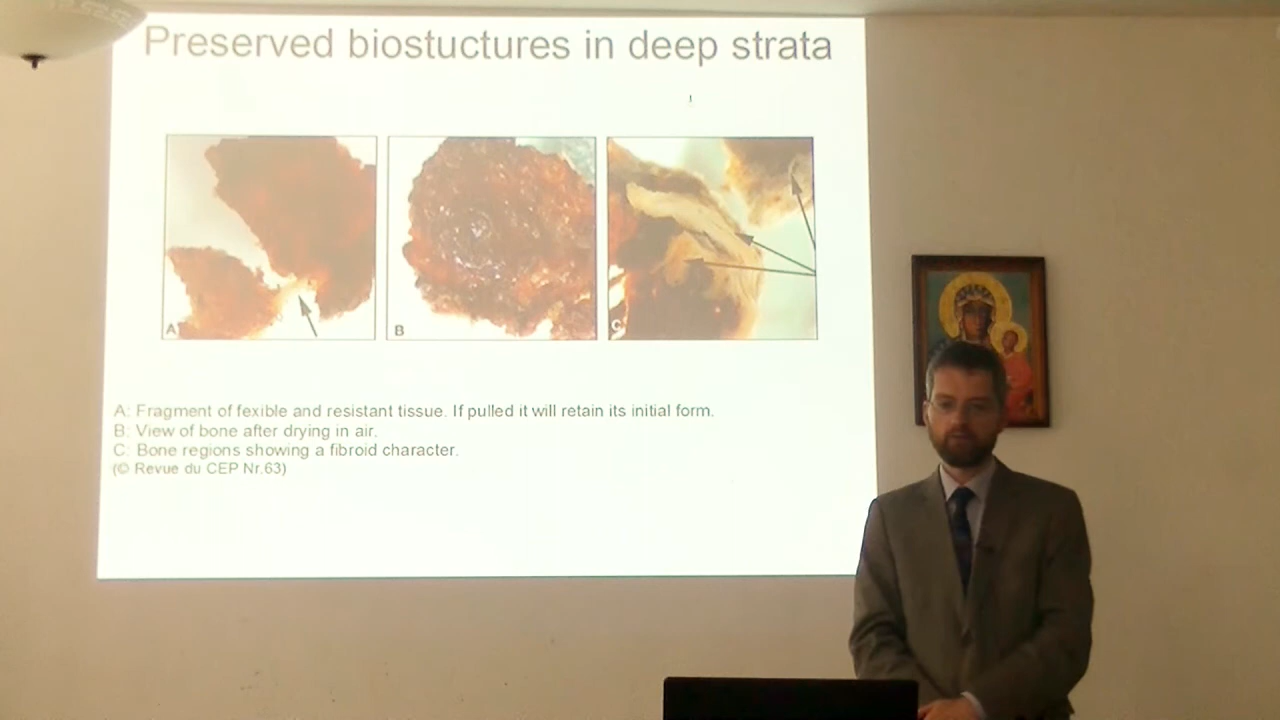 Preserved biostuctures in deep strata
A
B
C
A: Fragment of fexible and resistant tissue. If pulled it will retain its initial form.
B: View of bone after drying in air.
C: Bone regions showing a fibroid character.
(© Revue du CEP Nr.63)